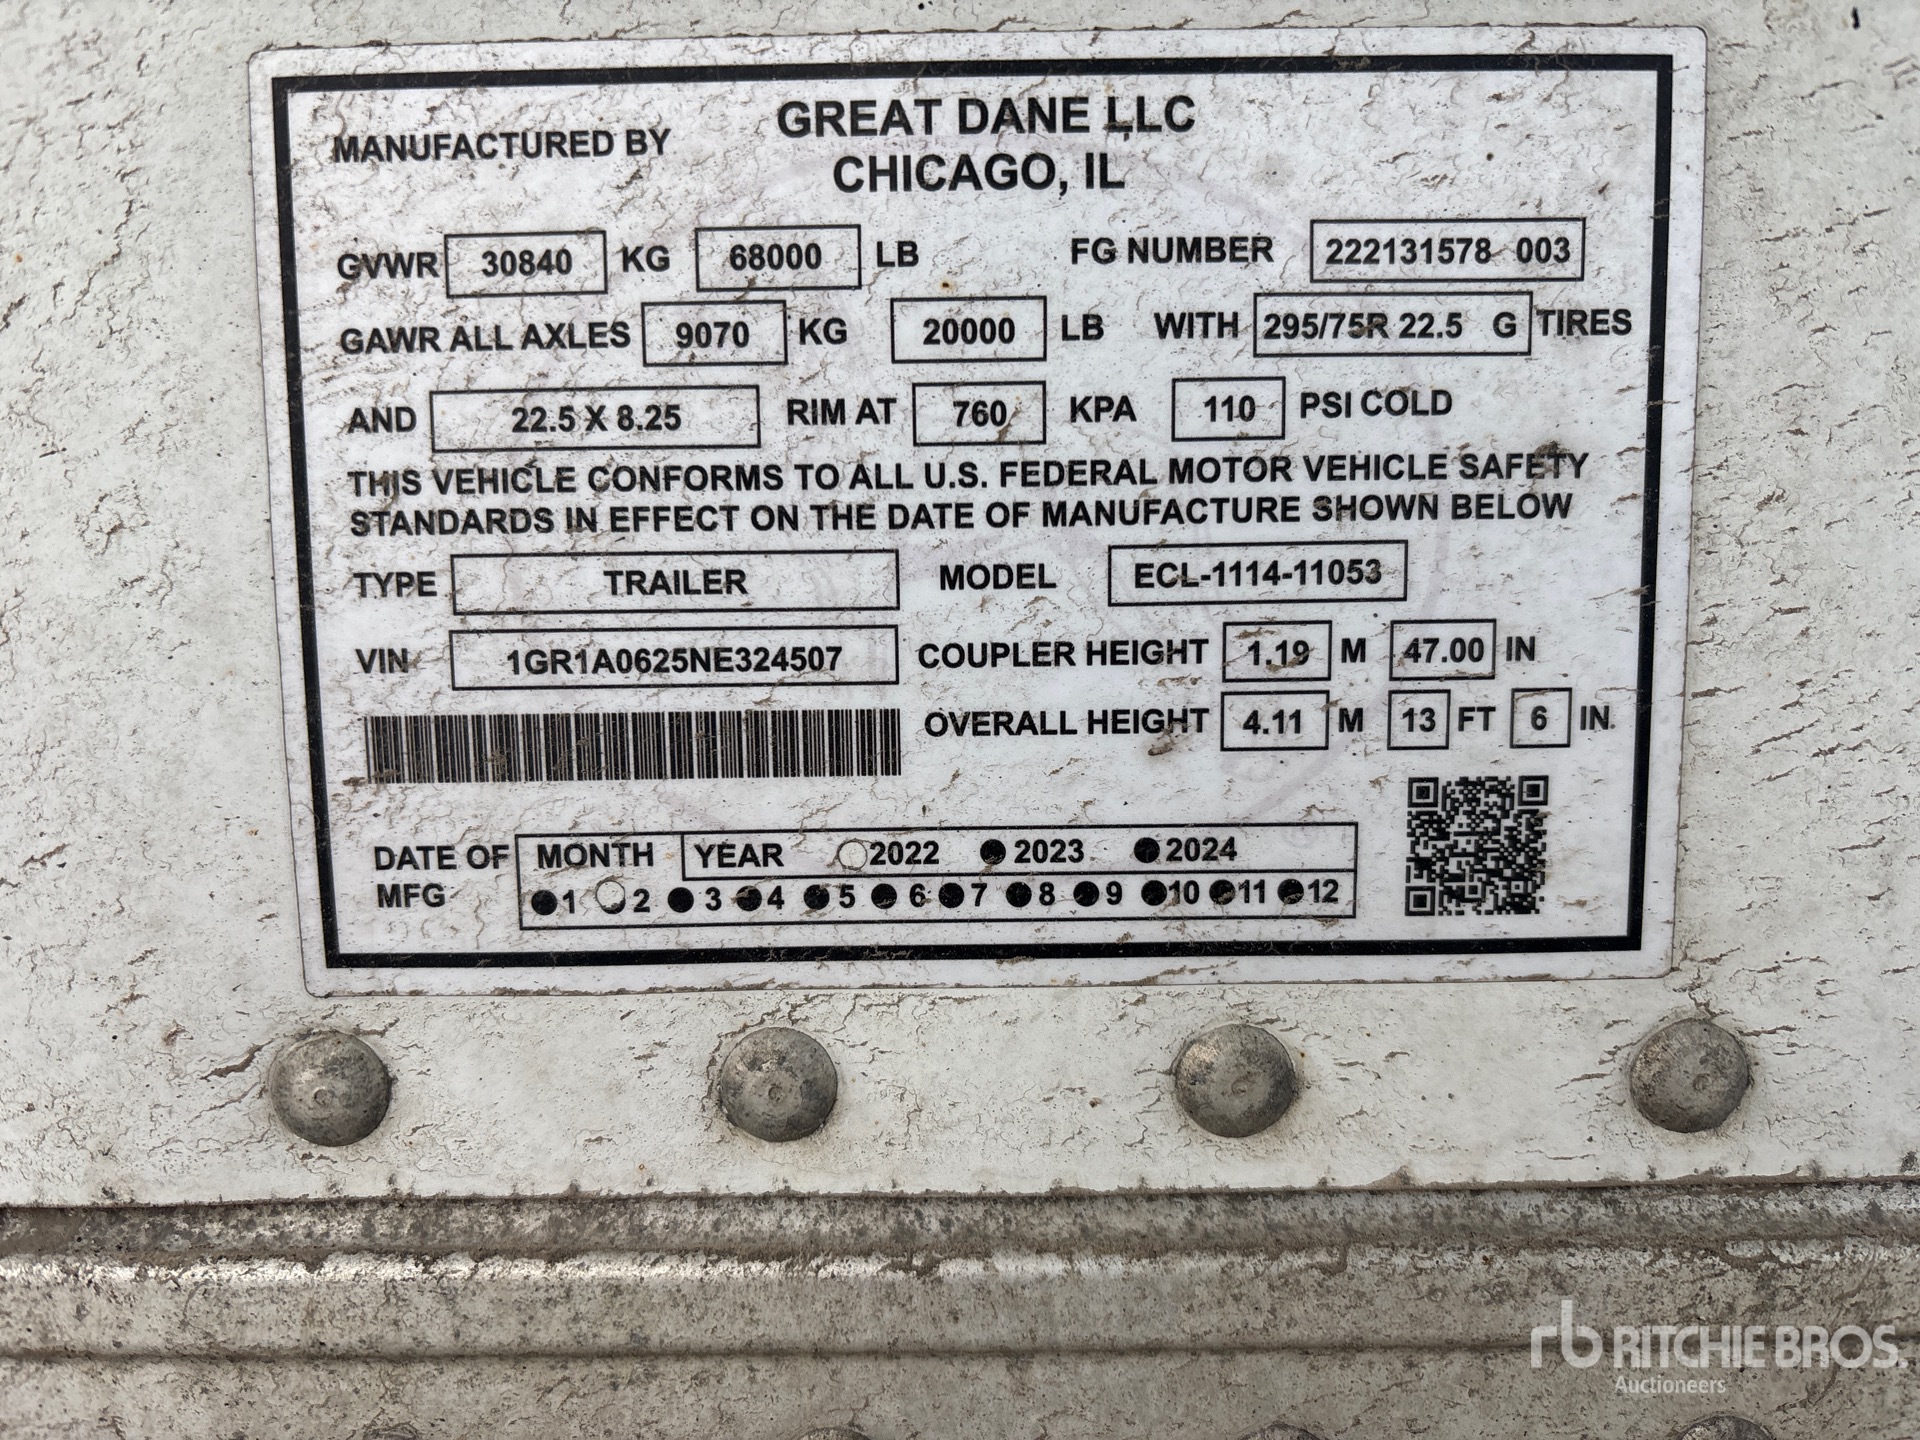 MANUFACTURED BY GREAT DANE LLC
CHICAGO, IL
GVWR 30840 KG 68000 LB FG NUMBER 222131578 003
GAWR ALL AXLES 9070 KG 20000 LB WITH 295/75R 22.5 G TIRES
AND 22.5 X 8.25 RIM AT 760 KPA 110 PSI COLD
THIS VEHICLE CONFORMS TO ALL U.S. FEDERAL MOTOR VEHICLE SAFETY
STANDARDS IN EFFECT ON THE DATE OF MANUFACTURE SHOWN BELOW
TYPE TRAILER MODEL ECL-1114-11053
VIN 1GR1A0625NE324507 COUPLER HEIGHT 1.19 M 47.00 IN
OVERALL HEIGHT 4.11 M 13 FT 6 IN.
DATE OF MFG MONTH YEAR 2022 2023 2024
1 2 3 4 5 6 7 8 9 10 11 12
rb RITCHIE BROS.
Auctioneers